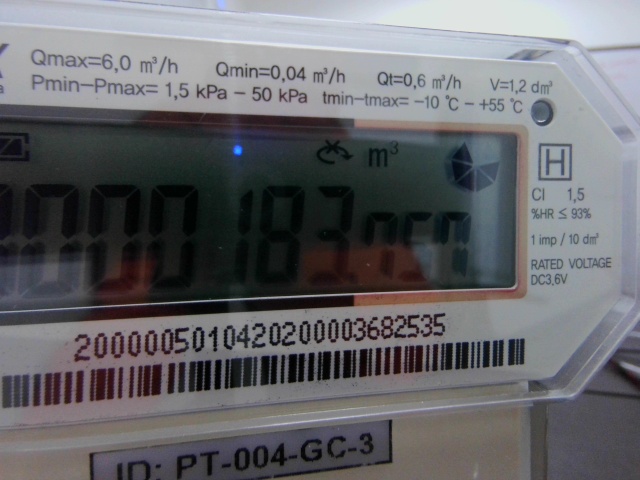 Qmax=6,0 m³/h Qmin=0,04 m³/h Qt=0,6 m³/h V=1,2 dm³
Pmin-Pmax= 1,5 kPa - 50 kPa tmin-tmax= -10 °C - +55 °C
m³
H
Cl 1,5
%HR ≤ 93%
1 imp / 10 dm³
RATED VOLTAGE
DC3,6V
20000050104202000003682535
ID: PT-004-GC-3